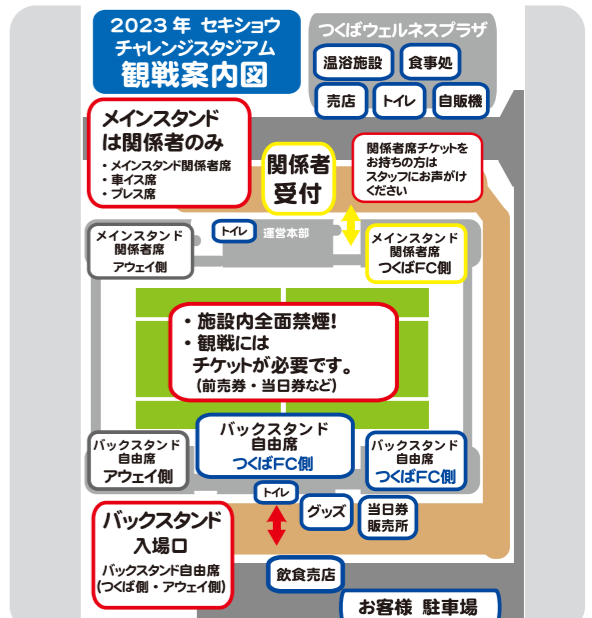 2023年 セキショウ
チャレンジスタジアム
観戦案内図
つくばウェルネスプラザ
温浴施設
食事処
売店
トイレ
自販機
メインスタンド
は関係者のみ
・メインスタンド関係者席
・車イス席
・プレス席
関係者
受付
関係者席チケットを
お持ちの方は
スタッフにお声がけ
ください
トイレ
運営本部
メインスタンド
関係者席
アウェイ側
メインスタンド
関係者席
つくばFC側
・施設内全面禁煙!
・観戦には
チケットが必要です。
(前売券・当日券など)
バックスタンド
自由席
アウェイ側
バックスタンド
自由席
つくばFC側
バックスタンド
自由席
つくばFC側
トイレ
グッズ
当日券
販売所
バックスタンド
入場口
バックスタンド自由席
(つくば側・アウェイ側)
飲食売店
お客様 駐車場